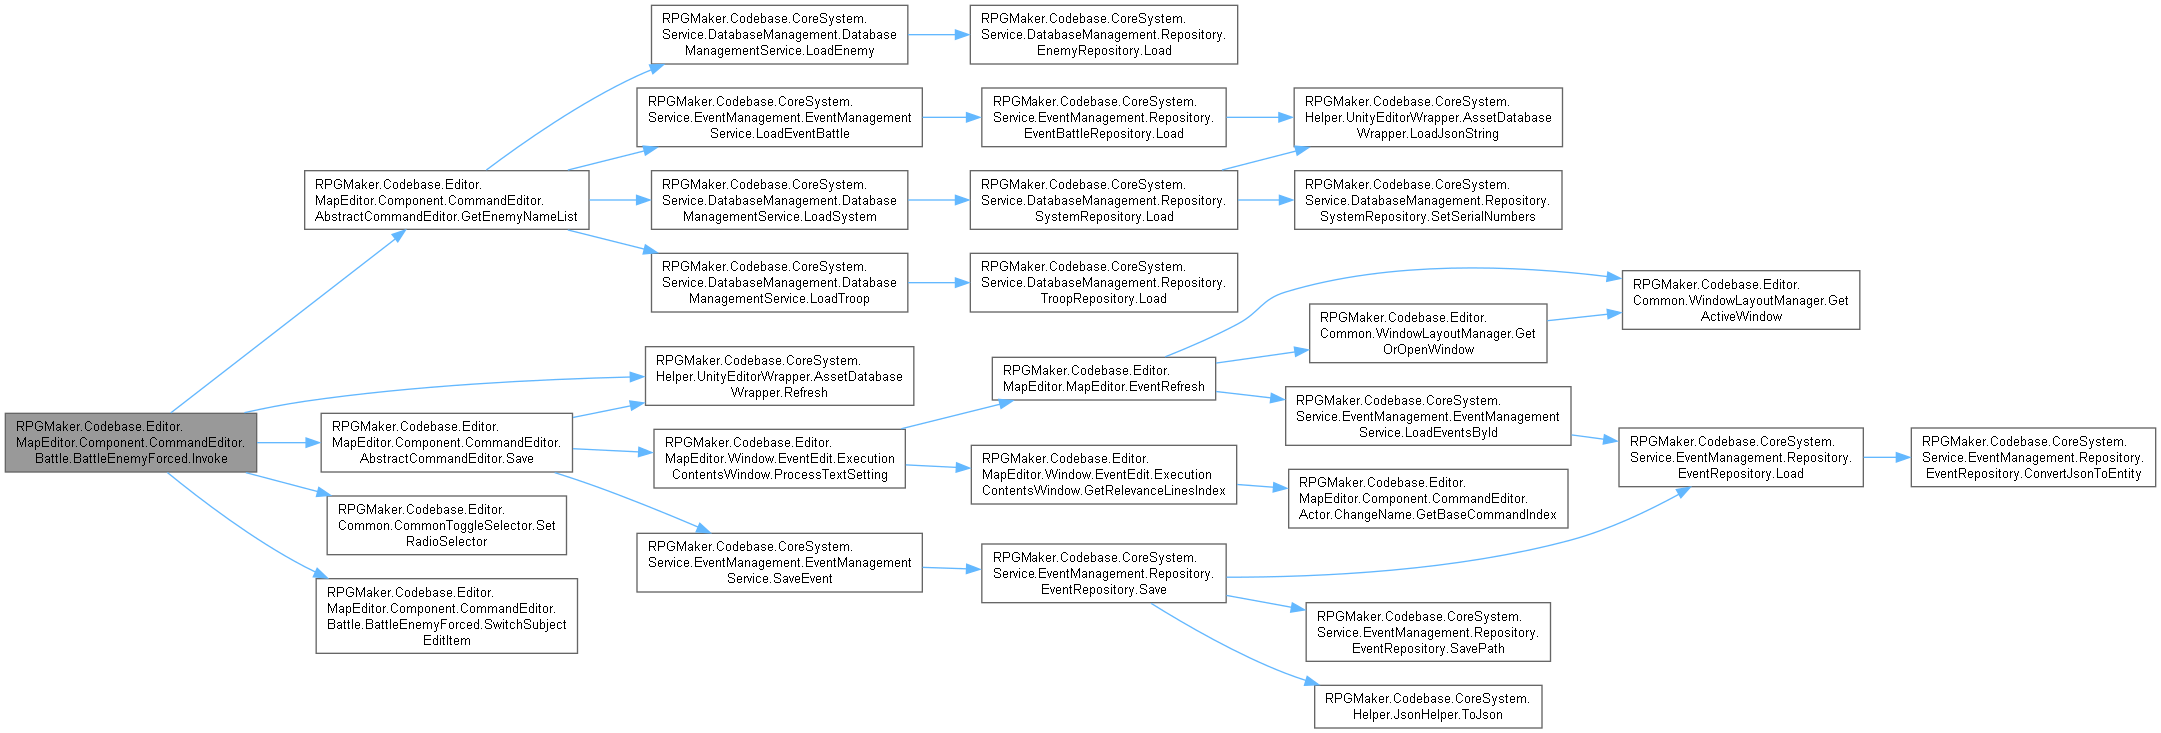 RPGMaker.Codebase.Editor.
MapEditor.Component.CommandEditor.
Battle.BattleEnemyForced.Invoke
RPGMaker.Codebase.Editor.
MapEditor.Component.CommandEditor.
AbstractCommandEditor.GetEnemyNameList
RPGMaker.Codebase.CoreSystem.
Service.DatabaseManagement.Database
ManagementService.LoadEnemy
RPGMaker.Codebase.CoreSystem.
Service.DatabaseManagement.Repository.
EnemyRepository.Load
RPGMaker.Codebase.CoreSystem.
Service.EventManagement.EventManagement
Service.LoadEventBattle
RPGMaker.Codebase.CoreSystem.
Service.EventManagement.Repository.
EventBattleRepository.Load
RPGMaker.Codebase.CoreSystem.
Helper.UnityEditorWrapper.AssetDatabase
Wrapper.LoadJsonString
RPGMaker.Codebase.CoreSystem.
Service.DatabaseManagement.Database
ManagementService.LoadSystem
RPGMaker.Codebase.CoreSystem.
Service.DatabaseManagement.Repository.
SystemRepository.Load
RPGMaker.Codebase.CoreSystem.
Service.DatabaseManagement.Repository.
SystemRepository.SetSerialNumbers
RPGMaker.Codebase.CoreSystem.
Service.DatabaseManagement.Database
ManagementService.LoadTroop
RPGMaker.Codebase.CoreSystem.
Service.DatabaseManagement.Repository.
TroopRepository.Load
RPGMaker.Codebase.CoreSystem.
Helper.UnityEditorWrapper.AssetDatabase
Wrapper.Refresh
RPGMaker.Codebase.Editor.
MapEditor.Component.CommandEditor.
AbstractCommandEditor.Save
RPGMaker.Codebase.Editor.
MapEditor.Window.EventEdit.Execution
ContentsWindow.ProcessTextSetting
RPGMaker.Codebase.Editor.
MapEditor.MapEditor.EventRefresh
RPGMaker.Codebase.Editor.
Common.WindowLayoutManager.Get
ActiveWindow
RPGMaker.Codebase.Editor.
Common.WindowLayoutManager.Get
OrOpenWindow
RPGMaker.Codebase.CoreSystem.
Service.EventManagement.EventManagement
Service.LoadEventsById
RPGMaker.Codebase.CoreSystem.
Service.EventManagement.Repository.
EventRepository.Load
RPGMaker.Codebase.CoreSystem.
Service.EventManagement.Repository.
EventRepository.ConvertJsonToEntity
RPGMaker.Codebase.Editor.
MapEditor.Window.EventEdit.Execution
ContentsWindow.GetRelevanceLinesIndex
RPGMaker.Codebase.Editor.
MapEditor.Component.CommandEditor.
Actor.ChangeName.GetBaseCommandIndex
RPGMaker.Codebase.CoreSystem.
Service.EventManagement.EventManagement
Service.SaveEvent
RPGMaker.Codebase.CoreSystem.
Service.EventManagement.Repository.
EventRepository.Save
RPGMaker.Codebase.CoreSystem.
Service.EventManagement.Repository.
EventRepository.SavePath
RPGMaker.Codebase.CoreSystem.
Helper.JsonHelper.ToJson
RPGMaker.Codebase.Editor.
Common.CommonToggleSelector.Set
RadioSelector
RPGMaker.Codebase.Editor.
MapEditor.Component.CommandEditor.
Battle.BattleEnemyForced.SwitchSubject
EditItem